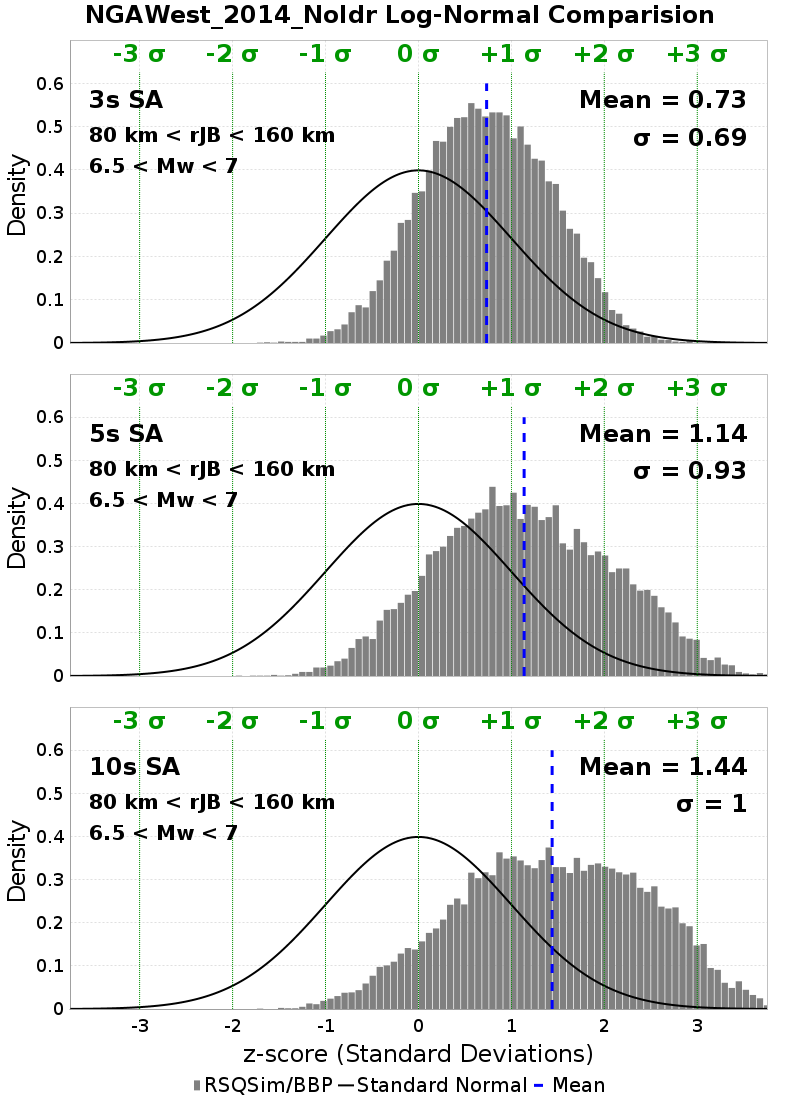 NGAWest_2014_NoIdr Log-Normal Comparision
-3 σ -2 σ -1 σ 0 σ +1 σ +2 σ +3 σ
0.6
3s SA Mean = 0.73
0.5
80 km < rJB < 160 km σ = 0.69
0.4
6.5 < Mw < 7
Density
0.3
0.2
0.1
0
-3 σ -2 σ -1 σ 0 σ +1 σ +2 σ +3 σ
0.6
5s SA Mean = 1.14
0.5
80 km < rJB < 160 km σ = 0.93
0.4
6.5 < Mw < 7
Density
0.3
0.2
0.1
0
-3 σ -2 σ -1 σ 0 σ +1 σ +2 σ +3 σ
0.6
10s SA Mean = 1.44
0.5
80 km < rJB < 160 km σ = 1
0.4
6.5 < Mw < 7
Density
0.3
0.2
0.1
0
-3 -2 -1 0 1 2 3
z-score (Standard Deviations)
RSQSim/BBP Standard Normal Mean